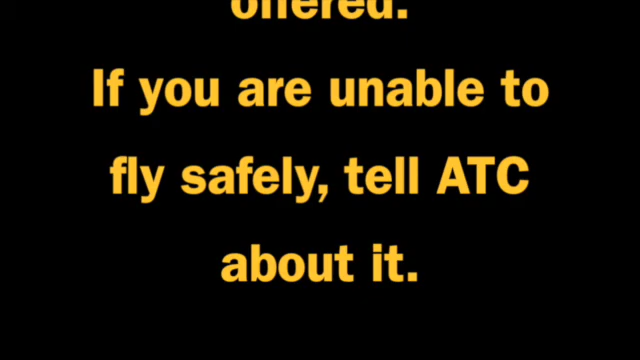 offered.
If you are unable to
fly safely, tell ATC
about it.